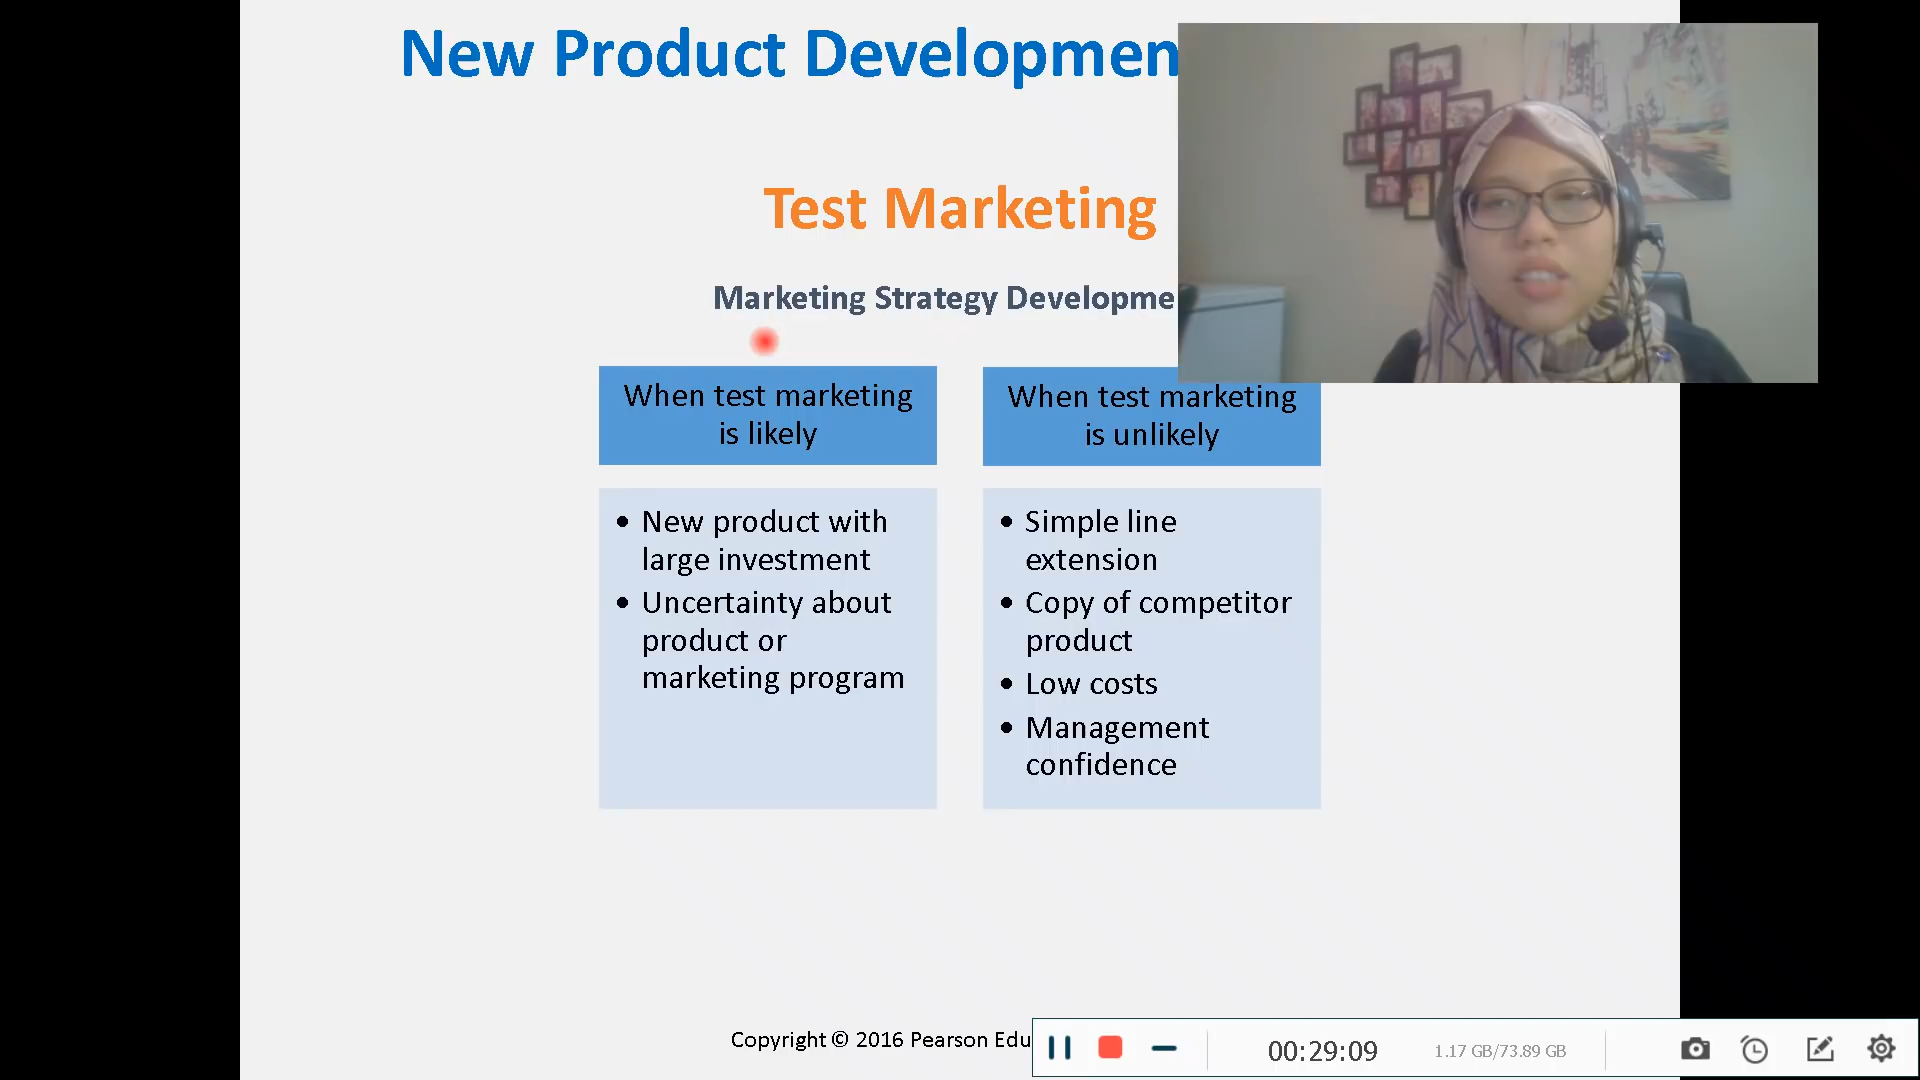 New Product Developmen
Test Marketing
Marketing Strategy Developme
When test marketing
is likely
When test marketing
is unlikely
• New product with
large investment
• Uncertainty about
product or
marketing program
• Simple line
extension
• Copy of competitor
product
• Low costs
• Management
confidence
Copyright © 2016 Pearson Edu
00:29:09
1.17 GB/73.89 GB